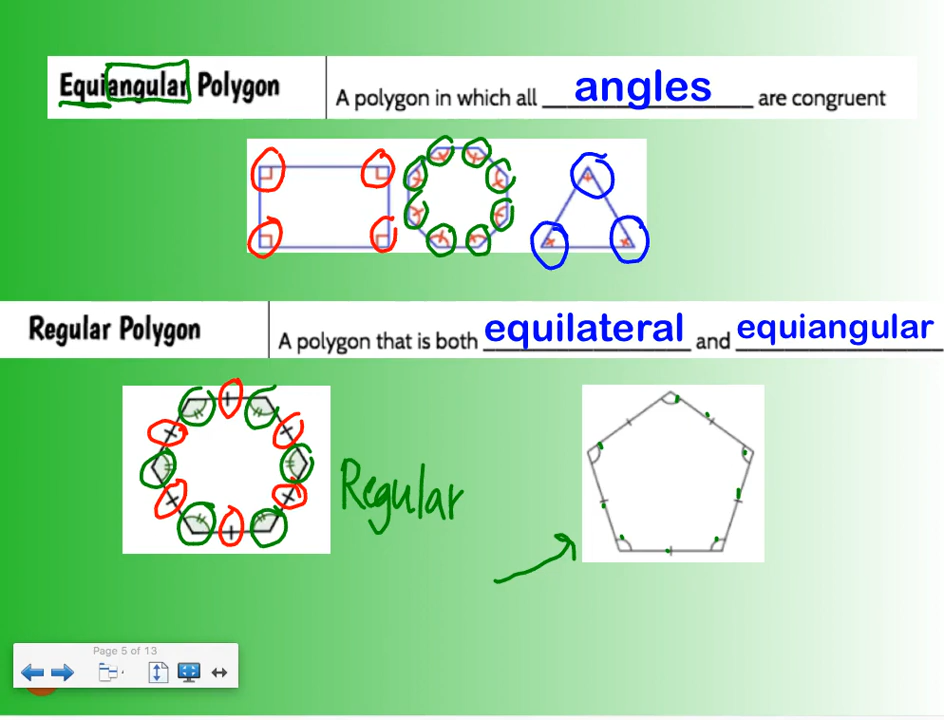 Equiangular Polygon
A polygon in which all angles are congruent
Regular Polygon
A polygon that is both equilateral and equiangular
Regular
Page 5 of 13